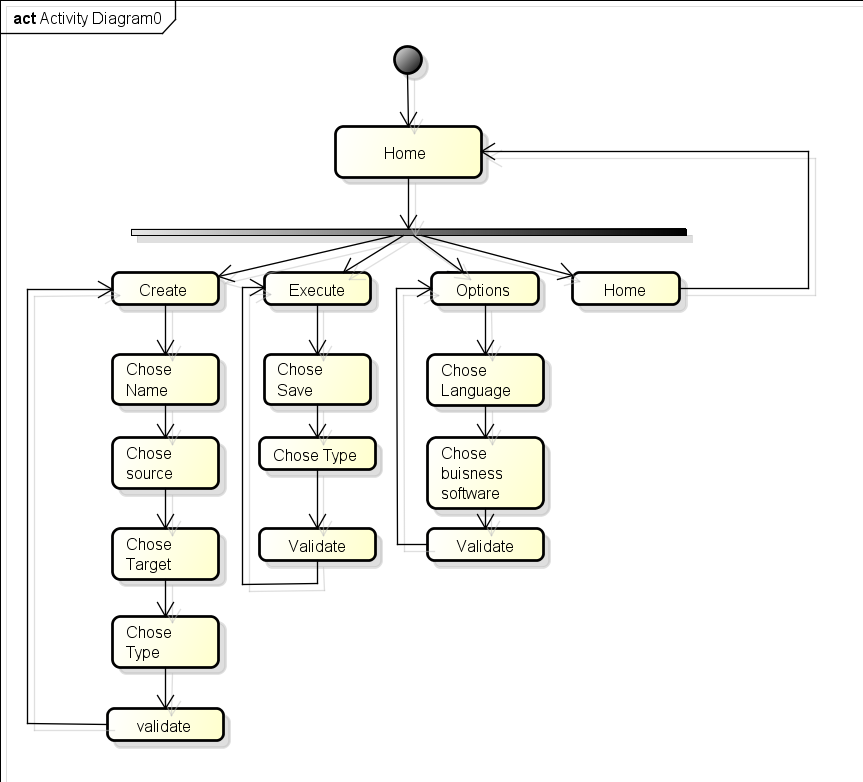 act Activity Diagram0
Home
Create
Execute
Options
Home
Chose
Name
Chose
Save
Chose
Language
Chose
source
Chose Type
Chose
buisness
software
Chose
Target
Validate
Validate
Chose
Type
validate